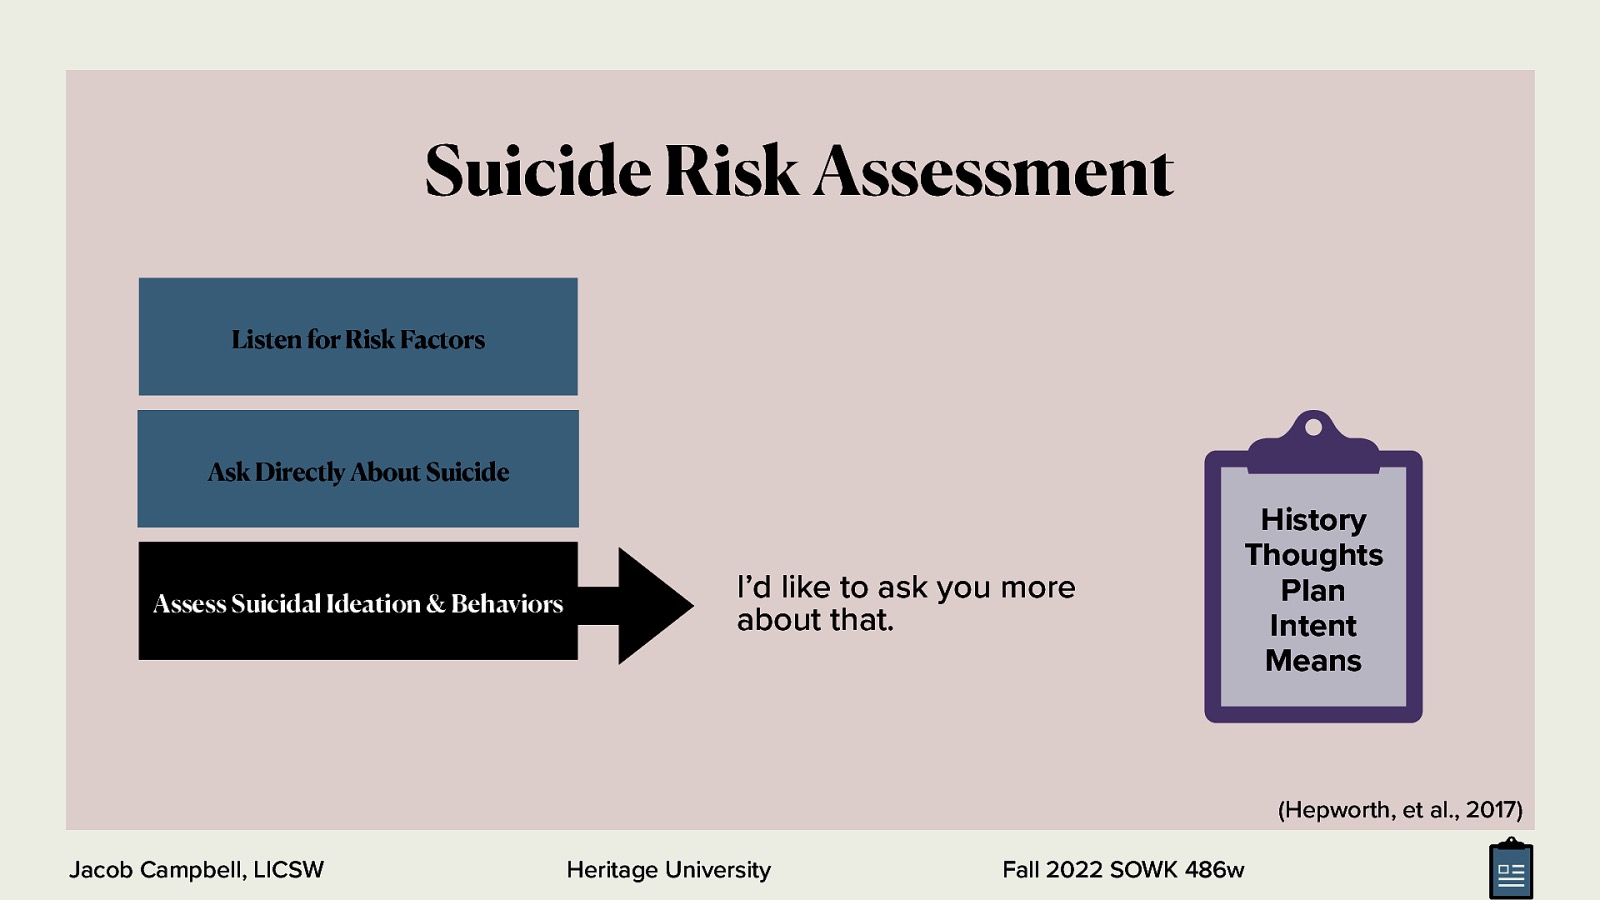 Suicide Risk Assessment
Listen for Risk Factors
Ask Directly About Suicide
Assess Suicidal Ideation & Behaviors
I’d like to ask you more
about that.
History
Thoughts
Plan
Intent
Means
(Hepworth, et al., 2017)
Jacob Campbell, LICSW
Heritage University
Fall 2022 SOWK 486w